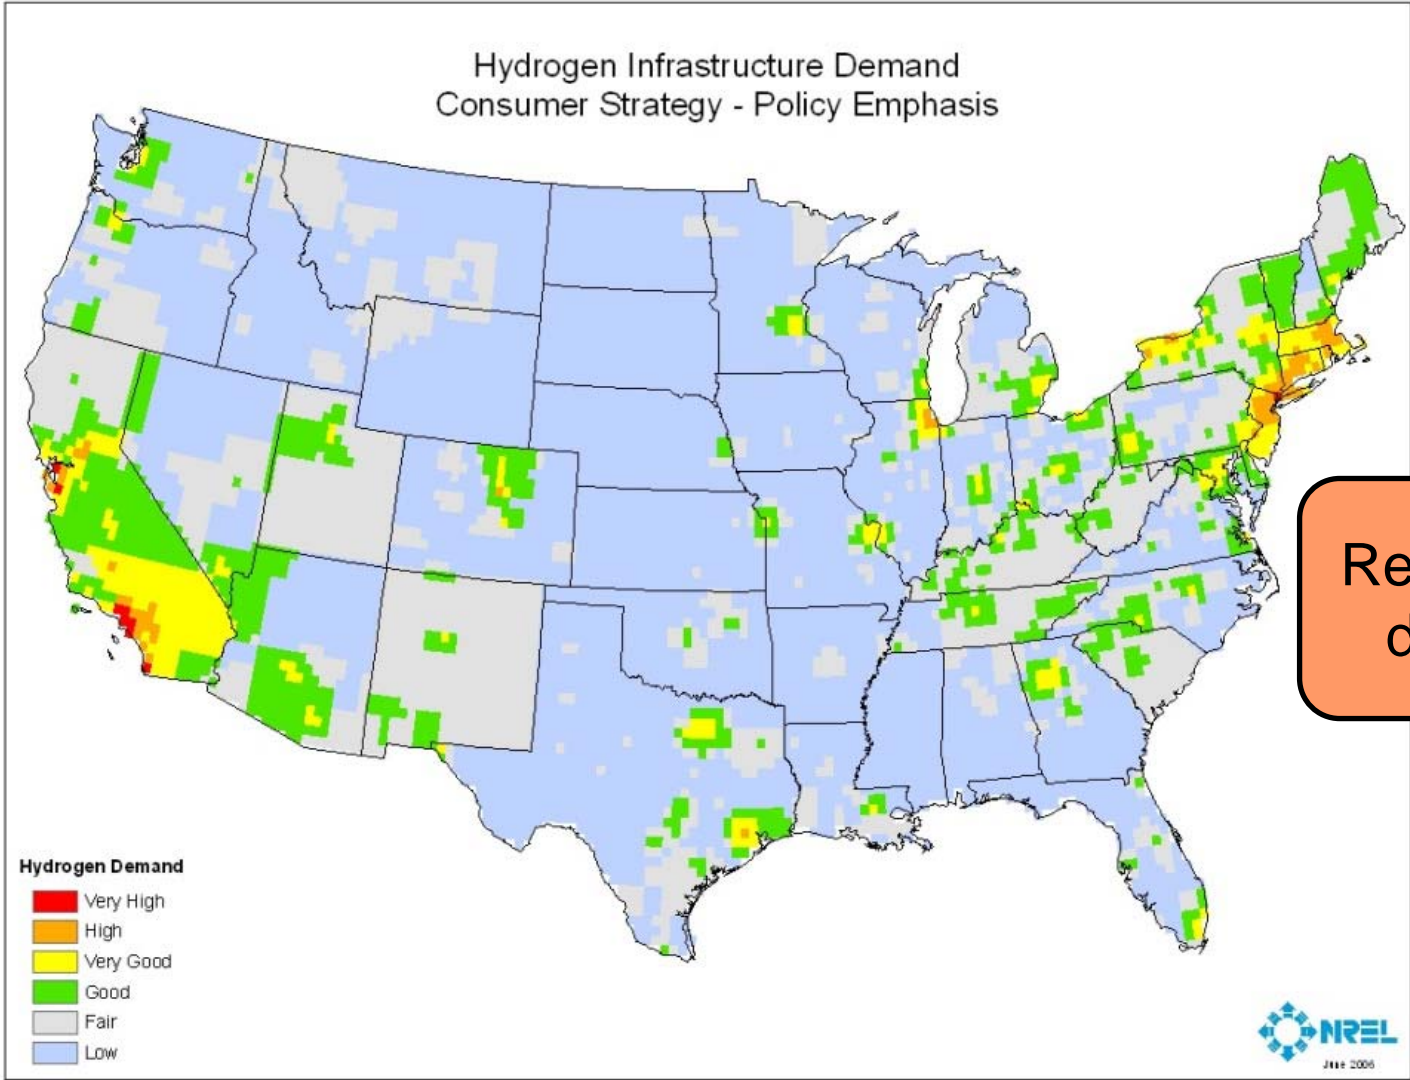 Hydrogen Infrastructure Demand
Consumer Strategy - Policy Emphasis
Hydrogen Demand
Very High
High
Very Good
Good
Fair
Low
NREL
June 2006